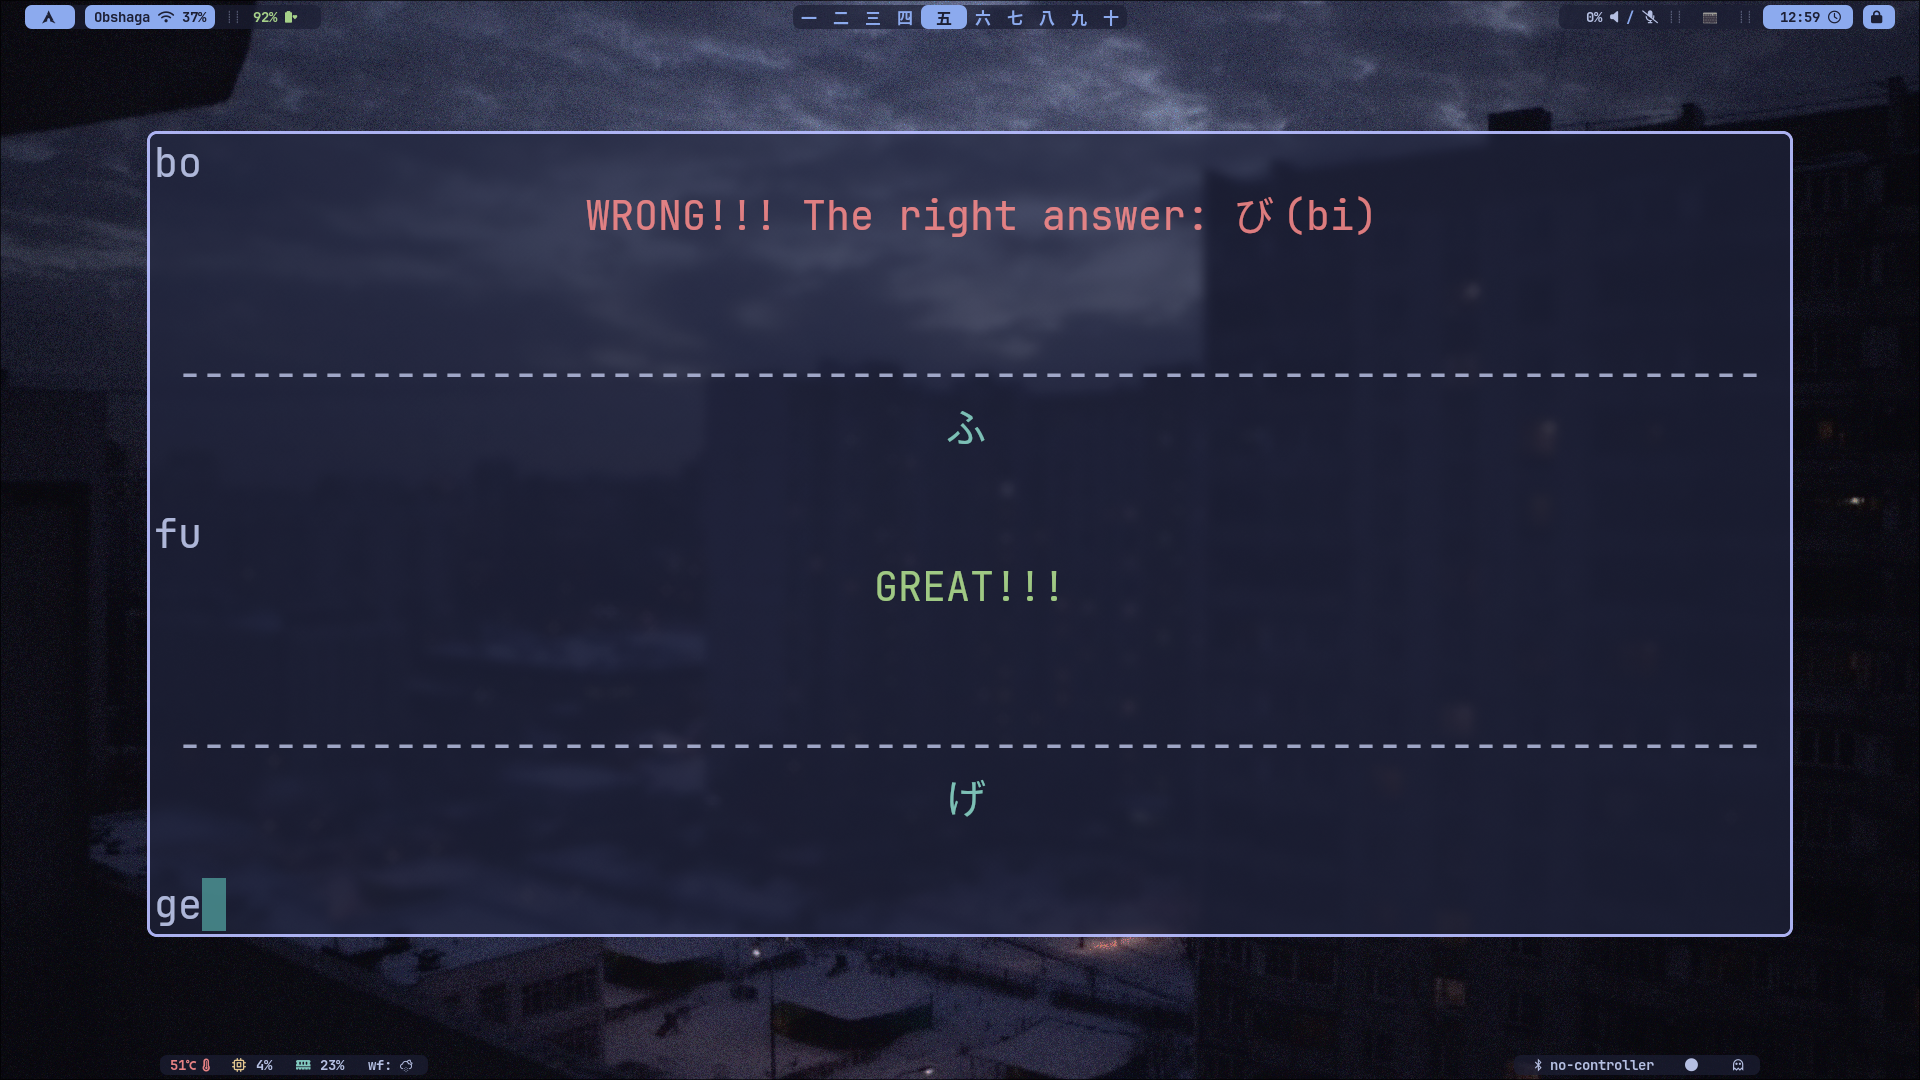 Obshaga 37% 92% 一 二 三 四 五 六 七 八 九 十 0% / 12:59
bo
WRONG!!! The right answer: び(bi)
------------------------------------------------------------------
ふ
fu
GREAT!!!
------------------------------------------------------------------
げ
ge
51℃ 4% 23% wf: no-controller